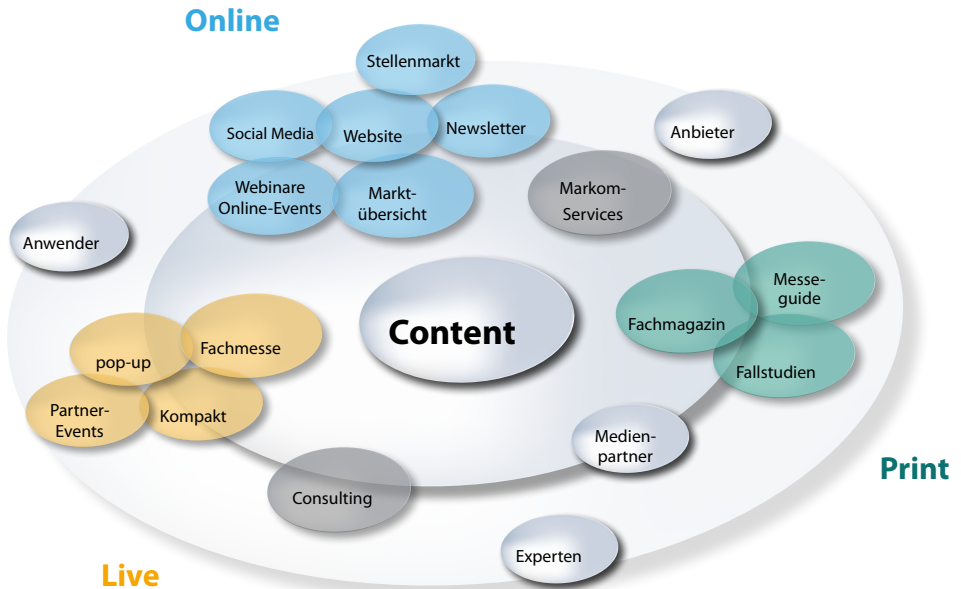 Online
Stellenmarkt
Social Media
Website
Newsletter
Anbieter
Webinare
Online-Events
Markt-
übersicht
Markom-
Services
Anwender
Messe-
guide
Fachmagazin
Content
Fachmesse
pop-up
Fallstudien
Partner-
Events
Kompakt
Medien-
partner
Print
Consulting
Experten
Live